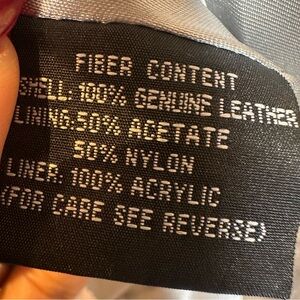 FIBER CONTENT
SHELL: 100% GENUINE LEATHER
LINING:50% ACETATE
50% NYLON
LINER: 100% ACRYLIC
(FOR CARE SEE REVERSE)